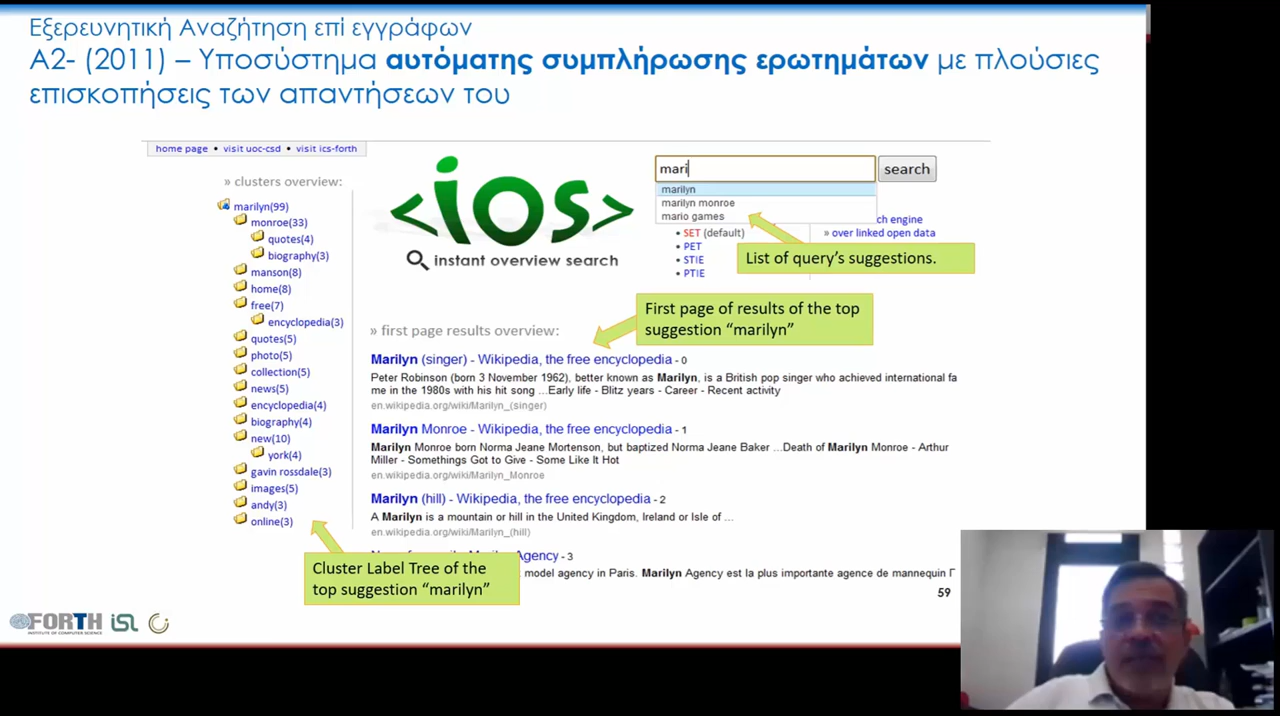 Εξερευνητική Αναζήτηση επί εγγράφων
Α2- (2011) – Υποσύστημα αυτόματης συμπλήρωσης ερωτημάτων με πλούσιες
επισκοπήσεις των απαντήσεων του
home page • visit uoc-csd • visit ics-forth
» clusters overview:
marilyn(99)
monroe(33)
quotes(4)
biography(3)
manson(8)
home(8)
free(7)
encyclopedia(3)
quotes(5)
photo(5)
collection(5)
news(5)
encyclopedia(4)
biography(4)
new(10)
york(4)
gavin rossdale(3)
images(5)
andy(3)
online(3)
Cluster Label Tree of the
top suggestion “marilyn”
<ios>
instant overview search
mari
search
marilyn
marilyn monroe
mario games
ch engine
• SET (default)
» over linked open data
• PET
• STIE
• PTIE
List of query’s suggestions.
First page of results of the top
suggestion “marilyn”
» first page results overview:
Marilyn (singer) - Wikipedia, the free encyclopedia - 0
Peter Robinson (born 3 November 1962), better known as Marilyn, is a British pop singer who achieved international fa
me in the 1980s with his hit song ...Early life - Blitz years - Career - Recent activity
en.wikipedia.org/wiki/Marilyn_(singer)
Marilyn Monroe - Wikipedia, the free encyclopedia - 1
Marilyn Monroe born Norma Jeane Mortenson, but baptized Norma Jeane Baker ...Death of Marilyn Monroe - Arthur
Miller - Somethings Got to Give - Some Like It Hot
en.wikipedia.org/wiki/Marilyn_Monroe
Marilyn (hill) - Wikipedia, the free encyclopedia - 2
A Marilyn is a mountain or hill in the United Kingdom, Ireland or Isle of ...
en.wikipedia.org/wiki/Marilyn_(hill)
Agency - 3
model agency in Paris. Marilyn Agency est la plus importante agence de mannequin
59
FORTH
INSTITUTE OF COMPUTER SCIENCE
isl